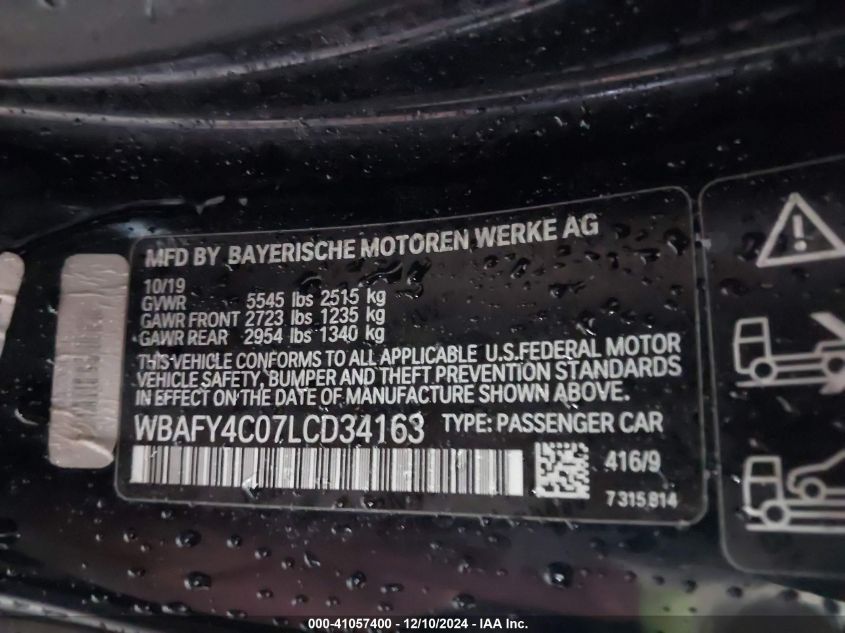 MFD BY BAYERISCHE MOTOREN WERKE AG
10/19
GVWR 5545 lbs 2515 kg
GAWR FRONT 2723 lbs 1235 kg
GAWR REAR 2954 lbs 1340 kg
THIS VEHICLE CONFORMS TO ALL APPLICABLE U.S.FEDERAL MOTOR
VEHICLE SAFETY, BUMPER AND THEFT PREVENTION STANDARDS
IN EFFECT ON THE DATE OF MANUFACTURE SHOWN ABOVE.
WBAFY4C07LCD34163 TYPE: PASSENGER CAR
416/9
7315814
000-41057400 - 12/10/2024 - IAA Inc.